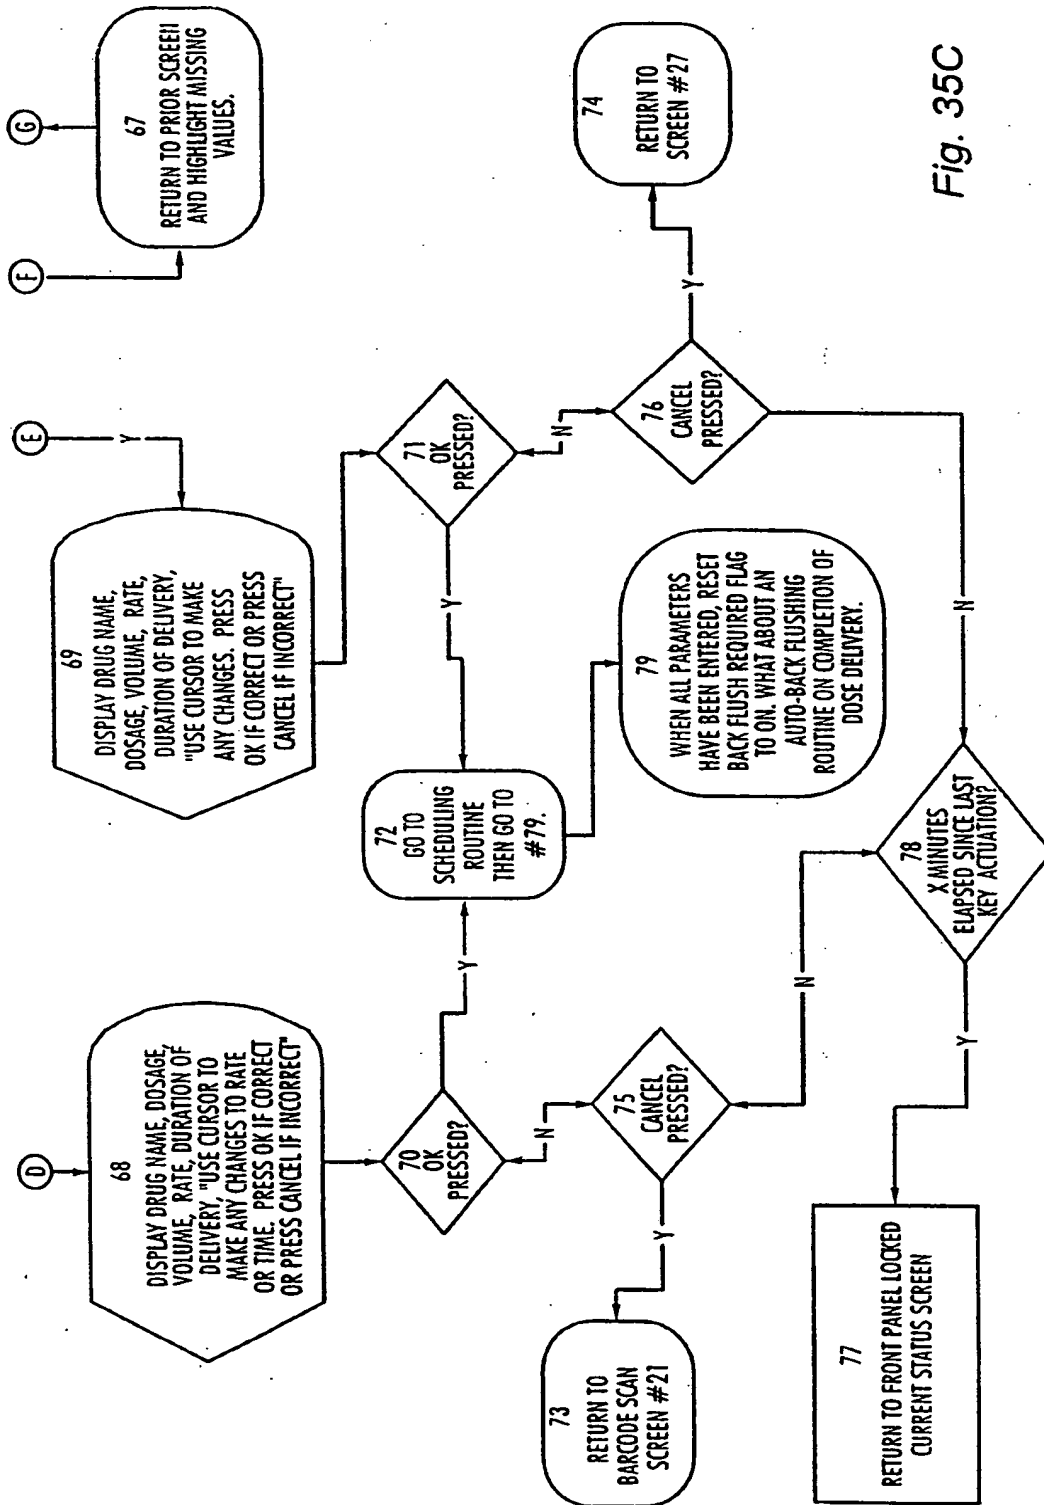 D
68
DISPLAY DRUG NAME, DOSAGE,
VOLUME, RATE, DURATION OF
DELIVERY, "USE CURSOR TO
MAKE ANY CHANGES TO RATE
OR TIME. PRESS OK IF CORRECT
OR PRESS CANCEL IF INCORRECT"
E
Y
69
DISPLAY DRUG NAME,
DOSAGE, VOLUME, RATE,
DURATION OF DELIVERY,
"USE CURSOR TO MAKE
ANY CHANGES. PRESS
OK IF CORRECT OR PRESS
CANCEL IF INCORRECT"
F
G
67
RETURN TO PRIOR SCREEN
AND HIGHLIGHT MISSING
VALUES.
70
OK
PRESSED?
Y
72
GO TO
SCHEDULING
ROUTINE
THEN GO TO
#79.
Y
71
OK
PRESSED?
N
N
73
RETURN TO
BARCODE SCAN
SCREEN #21
Y
75
CANCEL
PRESSED?
79
WHEN ALL PARAMETERS
HAVE BEEN ENTERED, RESET
BACK FLUSH REQUIRED FLAG
TO ON. WHAT ABOUT AN
AUTO-BACK FLUSHING
ROUTINE ON COMPLETION OF
DOSE DELIVERY.
76
CANCEL
PRESSED?
Y
74
RETURN TO
SCREEN #27
N
N
77
RETURN TO FRONT PANEL LOCKED
CURRENT STATUS SCREEN
Y
78
X MINUTES
ELAPSED SINCE LAST
KEY ACTUATION?
Fig. 35C